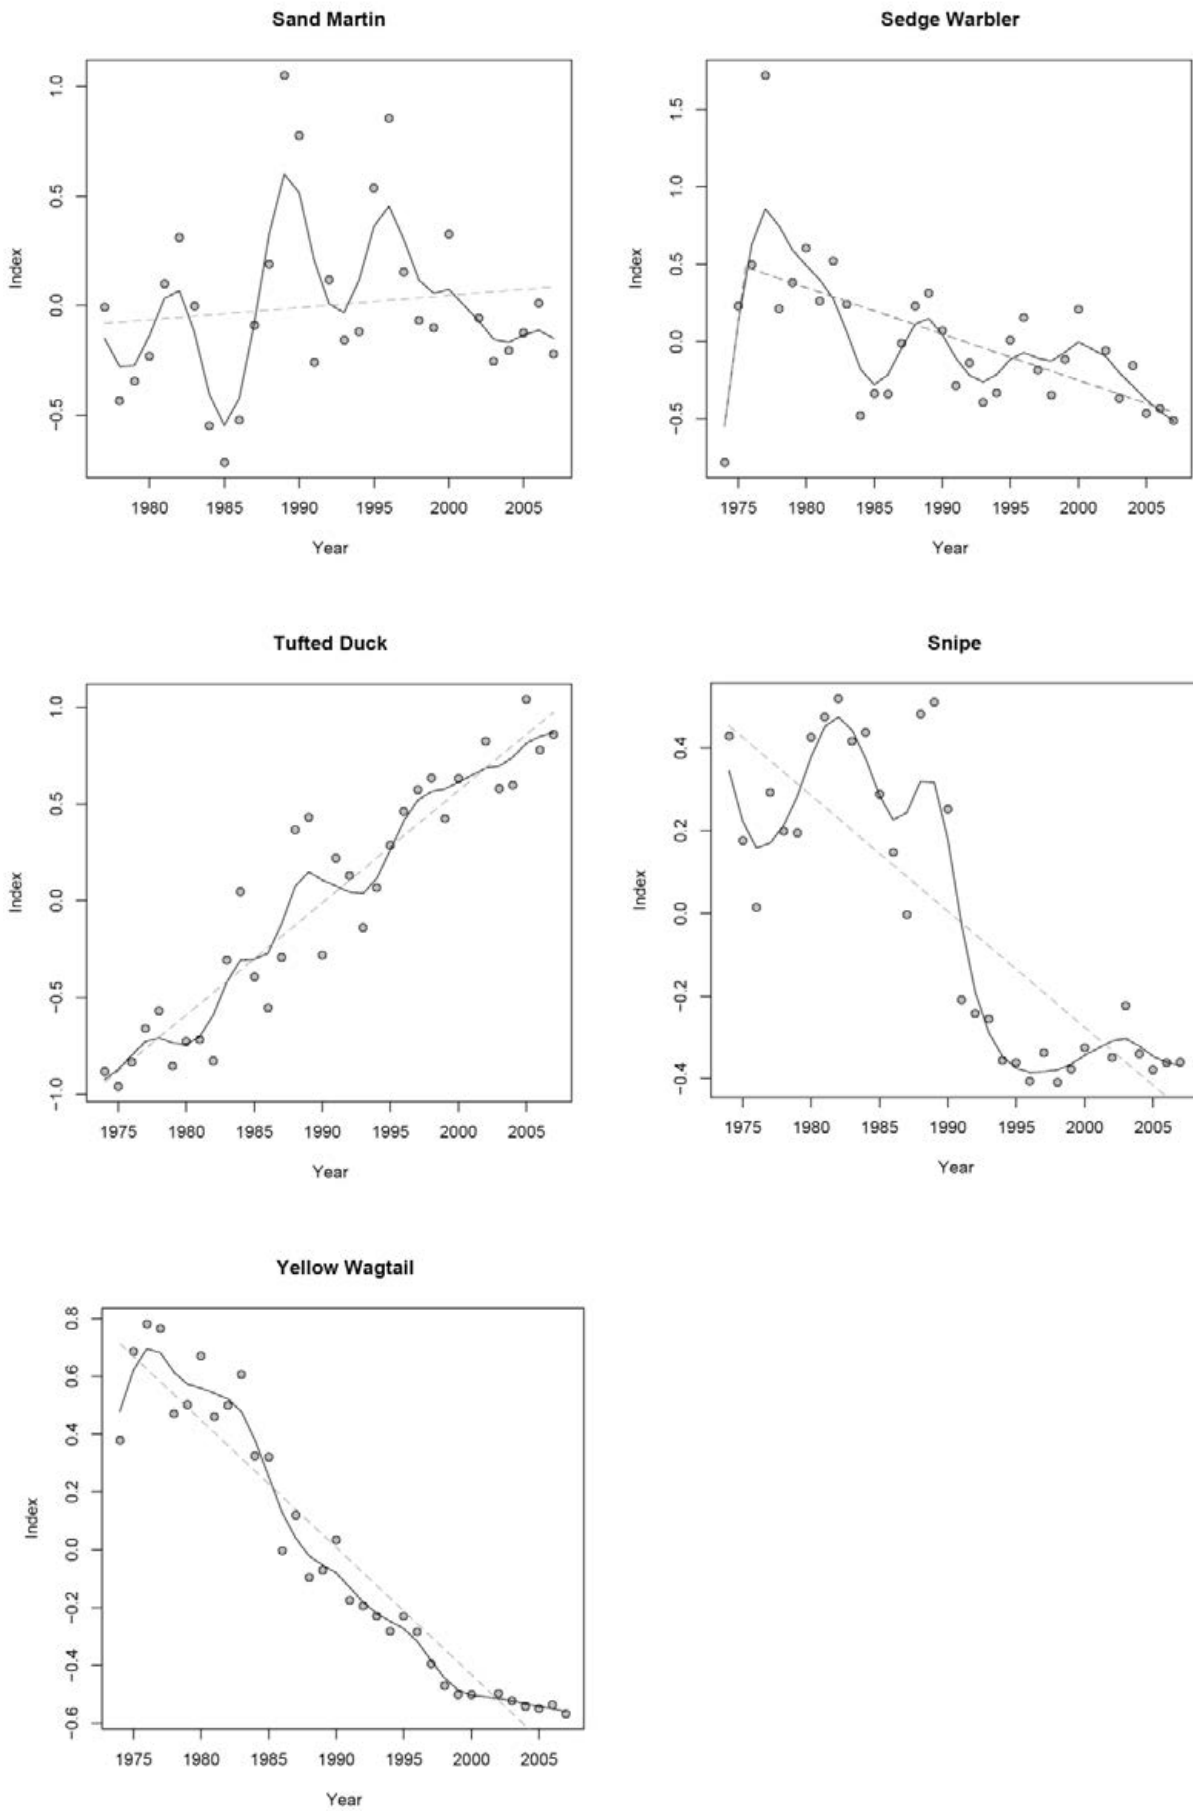 Sand Martin
Index
1.0
0.5
0.0
−0.5
1980 1985 1990 1995 2000 2005
Year
Sedge Warbler
Index
1.5
1.0
0.5
0.0
−0.5
1975 1980 1985 1990 1995 2000 2005
Year
Tufted Duck
Index
1.0
0.5
0.0
−0.5
−1.0
1975 1980 1985 1990 1995 2000 2005
Year
Snipe
Index
0.4
0.2
0.0
−0.2
−0.4
1975 1980 1985 1990 1995 2000 2005
Year
Yellow Wagtail
Index
0.8
0.6
0.4
0.2
0.0
−0.2
−0.4
−0.6
1975 1980 1985 1990 1995 2000 2005
Year